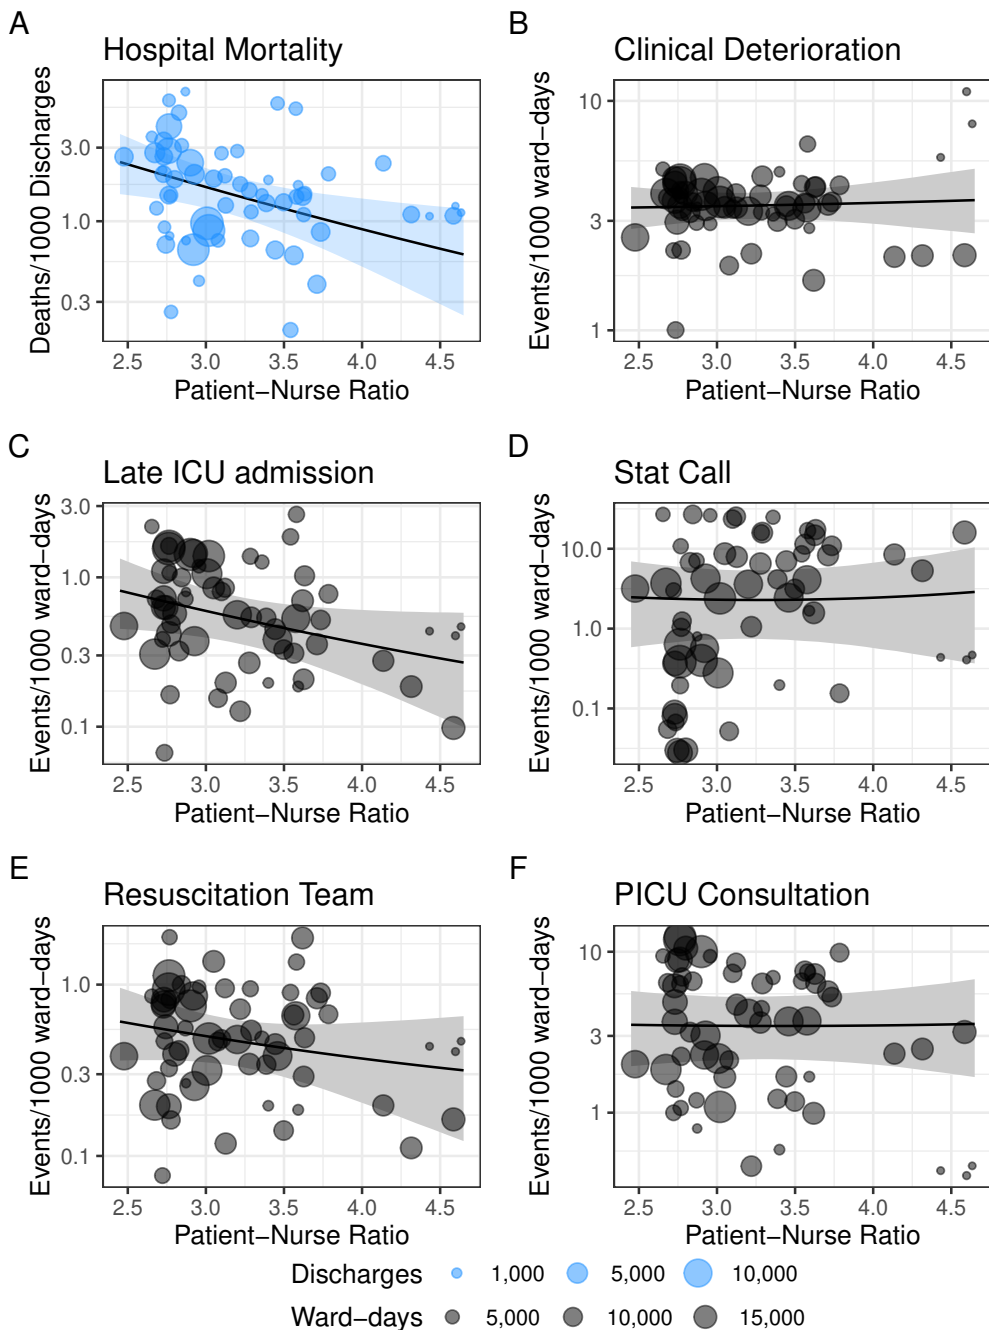 A
Hospital Mortality
Deaths/1000 Discharges
3.0
1.0
0.3
2.5 3.0 3.5 4.0 4.5
Patient−Nurse Ratio
B
Clinical Deterioration
Events/1000 ward−days
10
3
1
2.5 3.0 3.5 4.0 4.5
Patient−Nurse Ratio
C
Late ICU admission
Events/1000 ward−days
3.0
1.0
0.3
0.1
2.5 3.0 3.5 4.0 4.5
Patient−Nurse Ratio
D
Stat Call
Events/1000 ward−days
10.0
1.0
0.1
2.5 3.0 3.5 4.0 4.5
Patient−Nurse Ratio
E
Resuscitation Team
Events/1000 ward−days
1.0
0.3
0.1
2.5 3.0 3.5 4.0 4.5
Patient−Nurse Ratio
F
PICU Consultation
Events/1000 ward−days
10
3
1
2.5 3.0 3.5 4.0 4.5
Patient−Nurse Ratio
Discharges 1,000 5,000 10,000
Ward−days 5,000 10,000 15,000